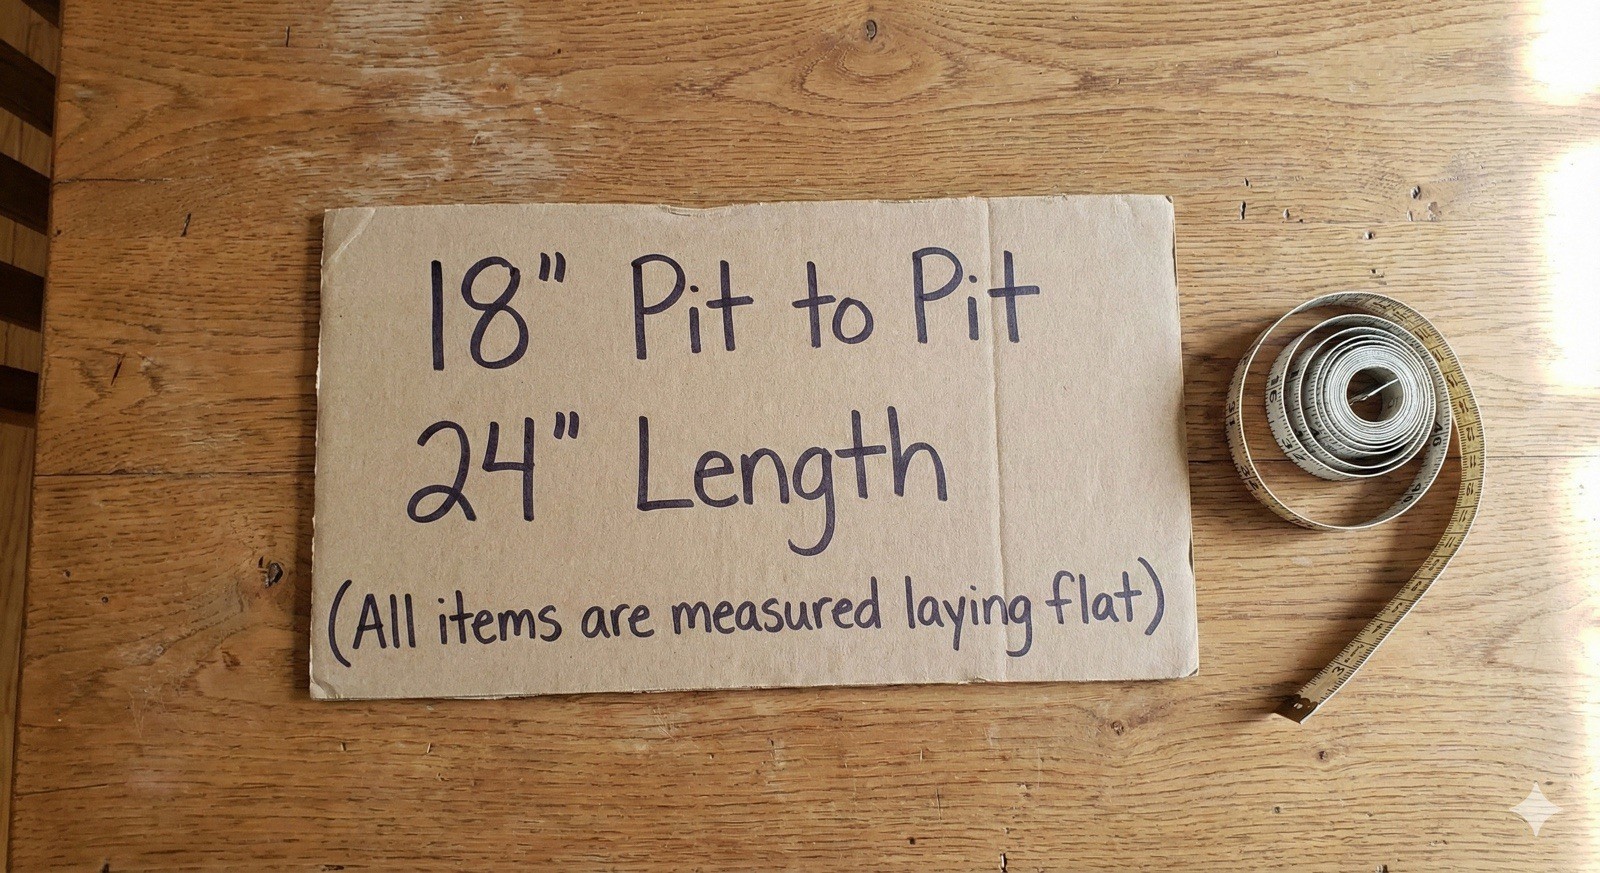 18" Pit to Pit
24" Length
(All items are measured laying flat)